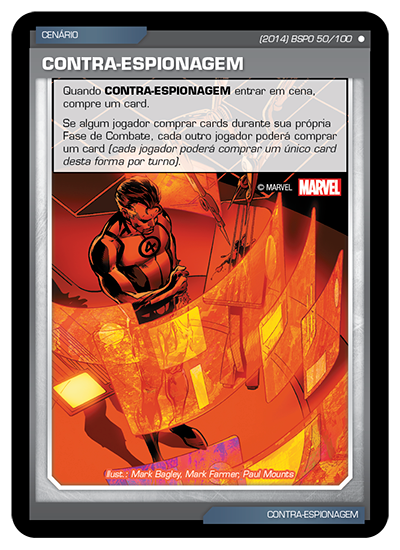 CENÁRIO
(2014) BSP0 50/100 ●
CONTRA-ESPIONAGEM
Quando CONTRA-ESPIONAGEM entrar em cena,
compre um card.
Se algum jogador comprar cards durante sua própria
Fase de Combate, cada outro jogador poderá comprar
um card (cada jogador poderá comprar um único card
desta forma por turno).
© MARVEL MARVEL
4
Illust.: Mark Bagley, Mark Farmer, Paul Mounts
CONTRA-ESPIONAGEM